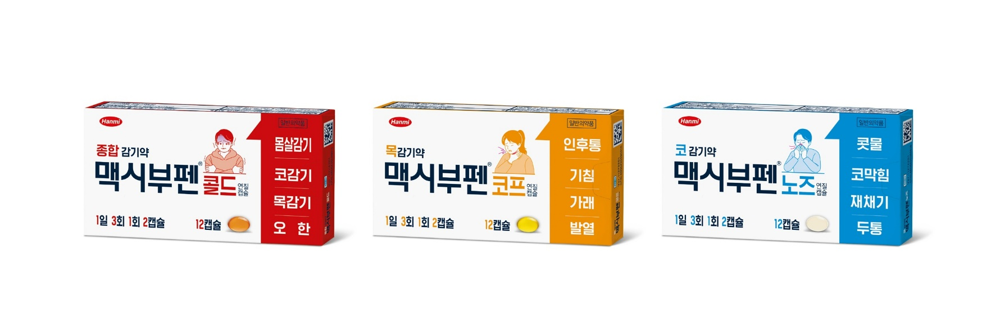 Hanmi
종합 감기약
맥시부펜® 콜드 연질캡슐
1일 3회 1회 2캡슐
12캡슐
일반의약품
몸살감기
코감기
목감기
오 한
Hanmi
목감기약
맥시부펜® 코프 연질캡슐
1일 3회 1회 2캡슐
12캡슐
일반의약품
인후통
기침
가래
발열
Hanmi
코 감기약
맥시부펜® 노즈 연질캡슐
1일 3회 1회 2캡슐
12캡슐
일반의약품
콧물
코막힘
재채기
두통